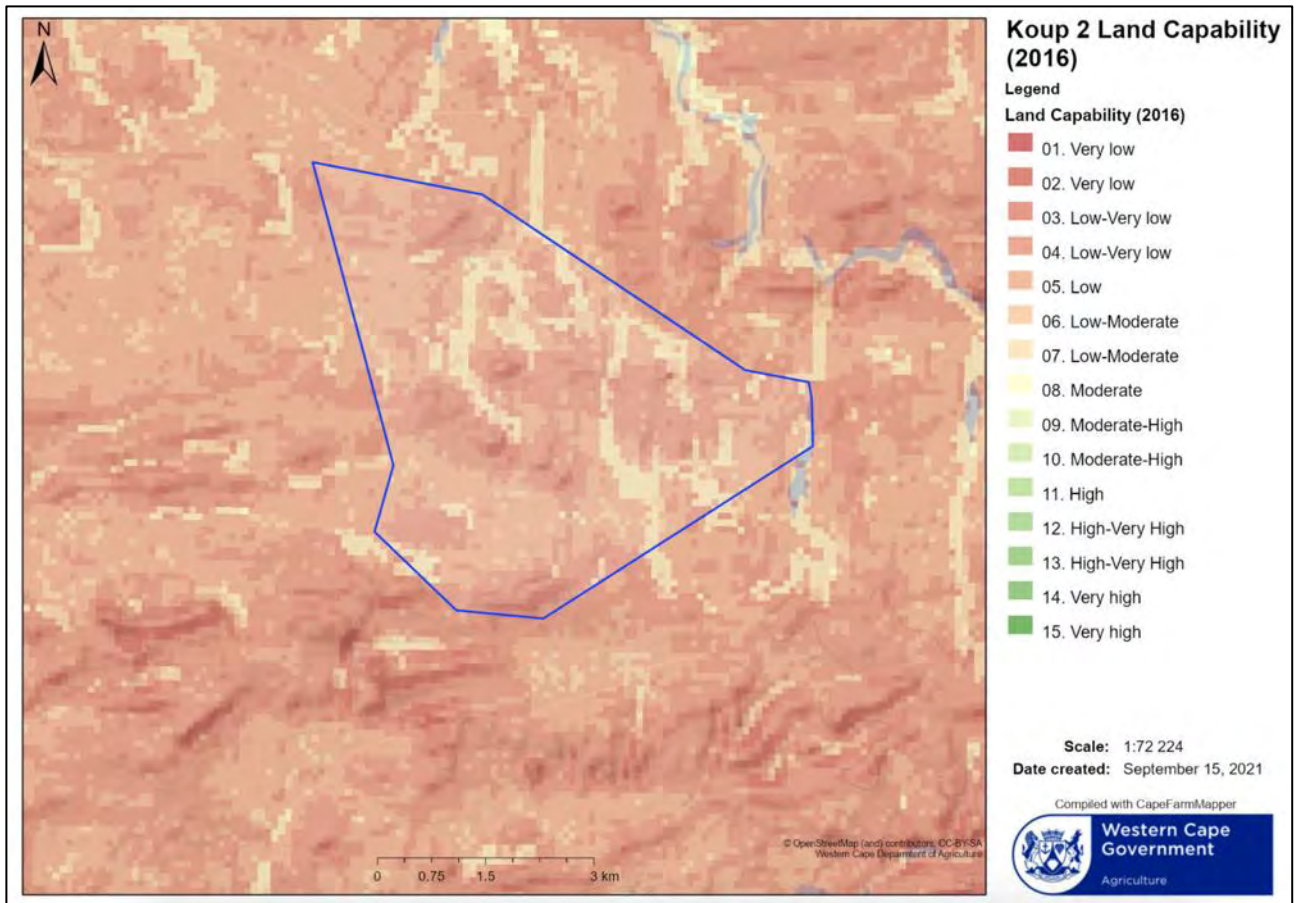 N
Koup 2 Land Capability
(2016)
Legend
Land Capability (2016)
01. Very low
02. Very low
03. Low-Very low
04. Low-Very low
05. Low
06. Low-Moderate
07. Low-Moderate
08. Moderate
09. Moderate-High
10. Moderate-High
11. High
12. High-Very High
13. High-Very High
14. Very high
15. Very high
Scale: 1:72 224
Date created: September 15, 2021
Compiled with CapeFarmMapper
Western Cape
Government
Agriculture
© OpenStreetMap (and) contributors, CC-BY-SA
Western Cape Department of Agriculture
0 0.75 1.5 3 km